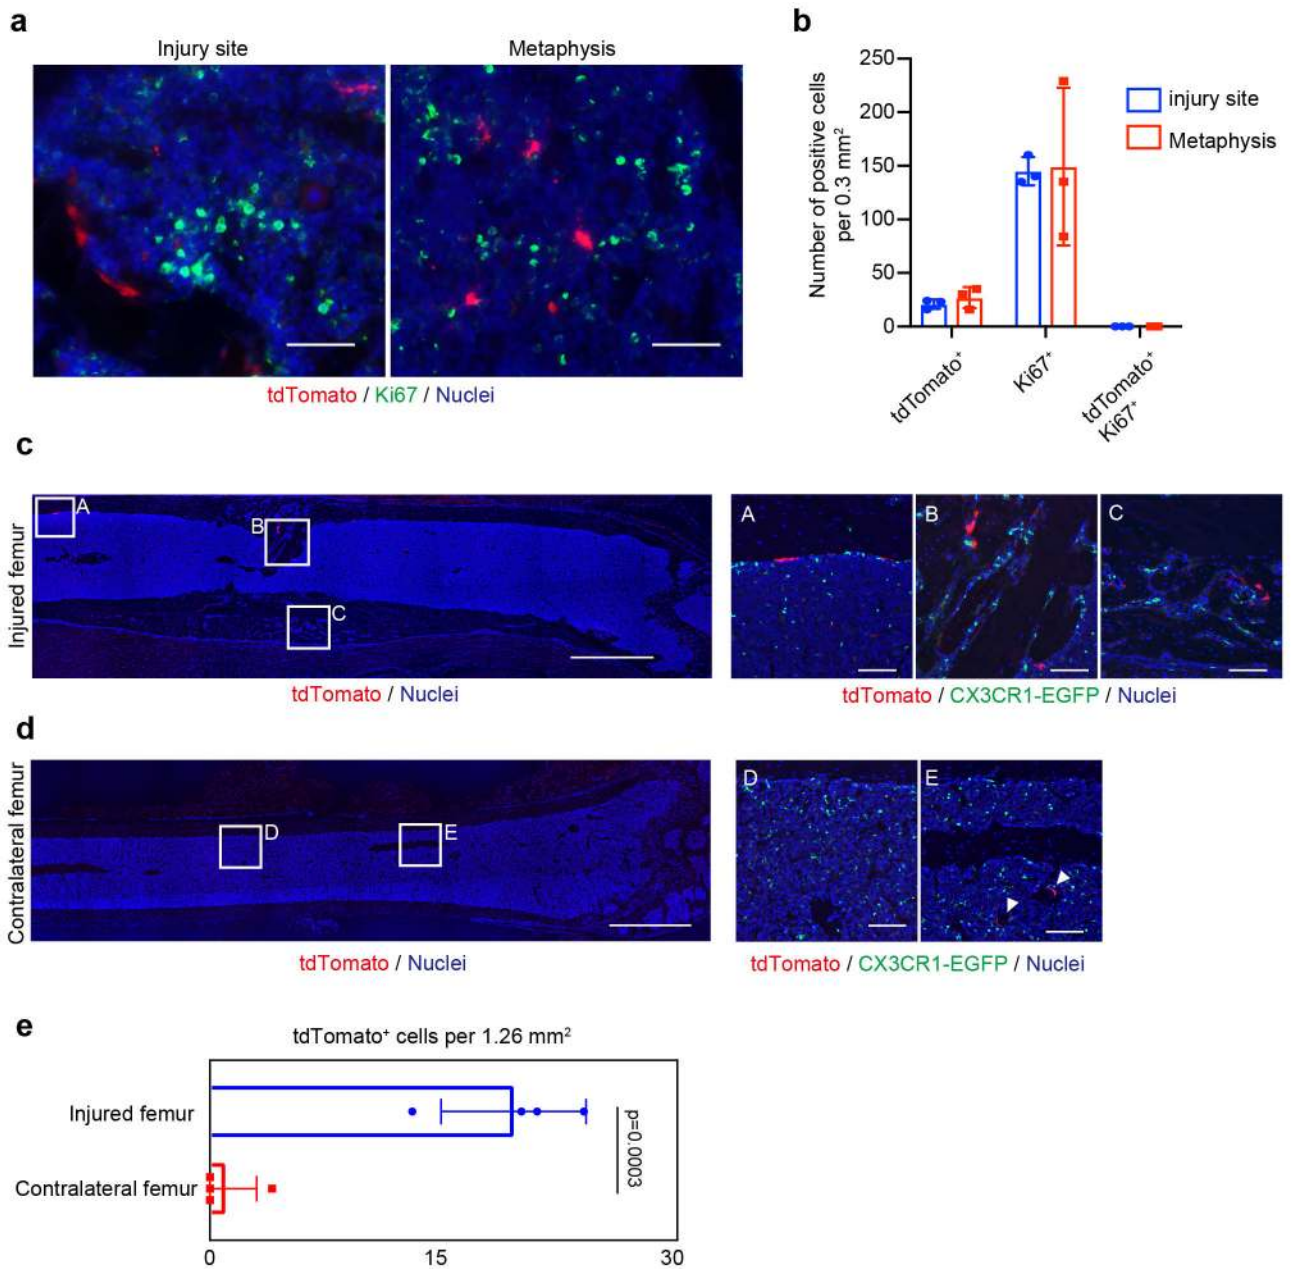 a
Injury site
Metaphysis
tdTomato / Ki67 / Nuclei
b
Number of positive cells
per 0.3 mm²
250
200
150
100
50
0
injury site
Metaphysis
tdTomato⁺
Ki67⁺
tdTomato⁺
Ki67⁺
c
Injured femur
A
B
C
tdTomato / Nuclei
A
B
C
tdTomato / CX3CR1-EGFP / Nuclei
d
Contralateral femur
D
E
tdTomato / Nuclei
D
E
tdTomato / CX3CR1-EGFP / Nuclei
e
tdTomato⁺ cells per 1.26 mm²
Injured femur
Contralateral femur
p=0.0003
0
15
30